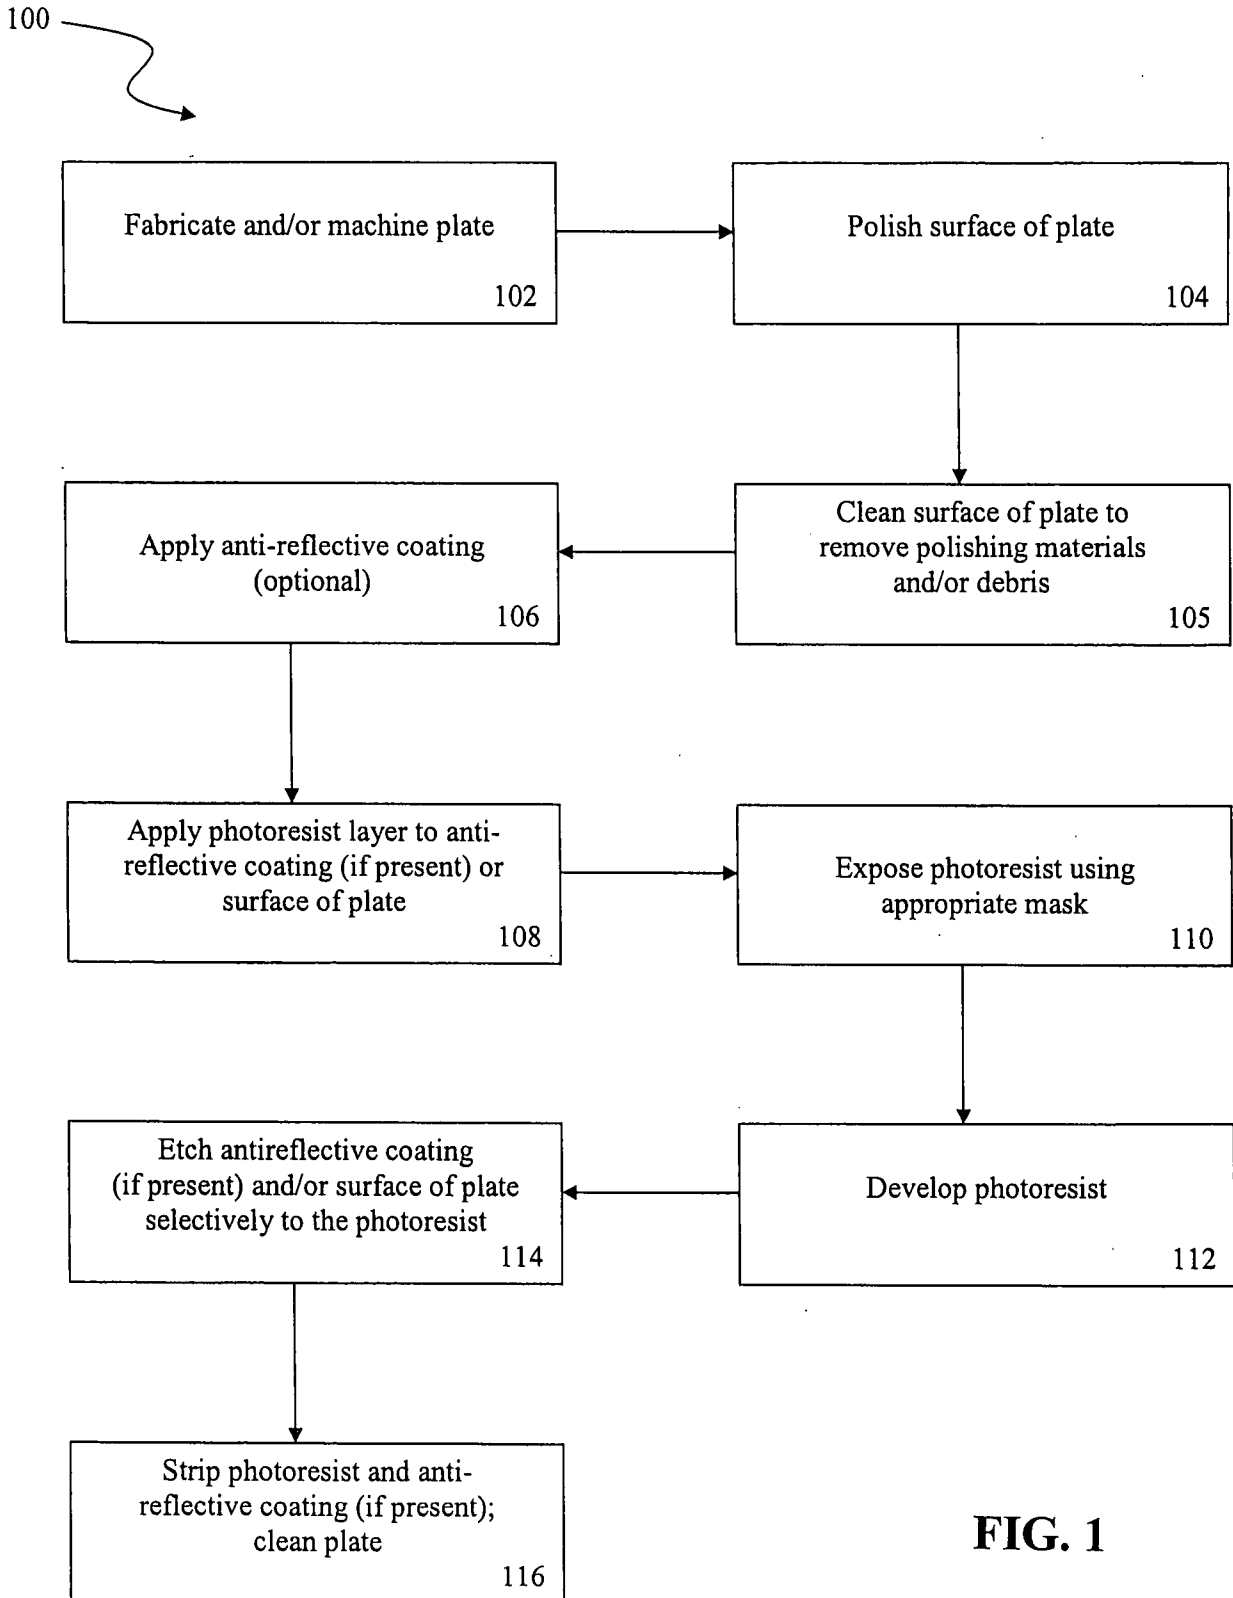 100
Fabricate and/or machine plate
102
Polish surface of plate
104
Clean surface of plate to
remove polishing materials
and/or debris
105
Apply anti-reflective coating
(optional)
106
Apply photoresist layer to anti-
reflective coating (if present) or
surface of plate
108
Expose photoresist using
appropriate mask
110
Develop photoresist
112
Etch antireflective coating
(if present) and/or surface of plate
selectively to the photoresist
114
Strip photoresist and anti-
reflective coating (if present);
clean plate
116
FIG. 1